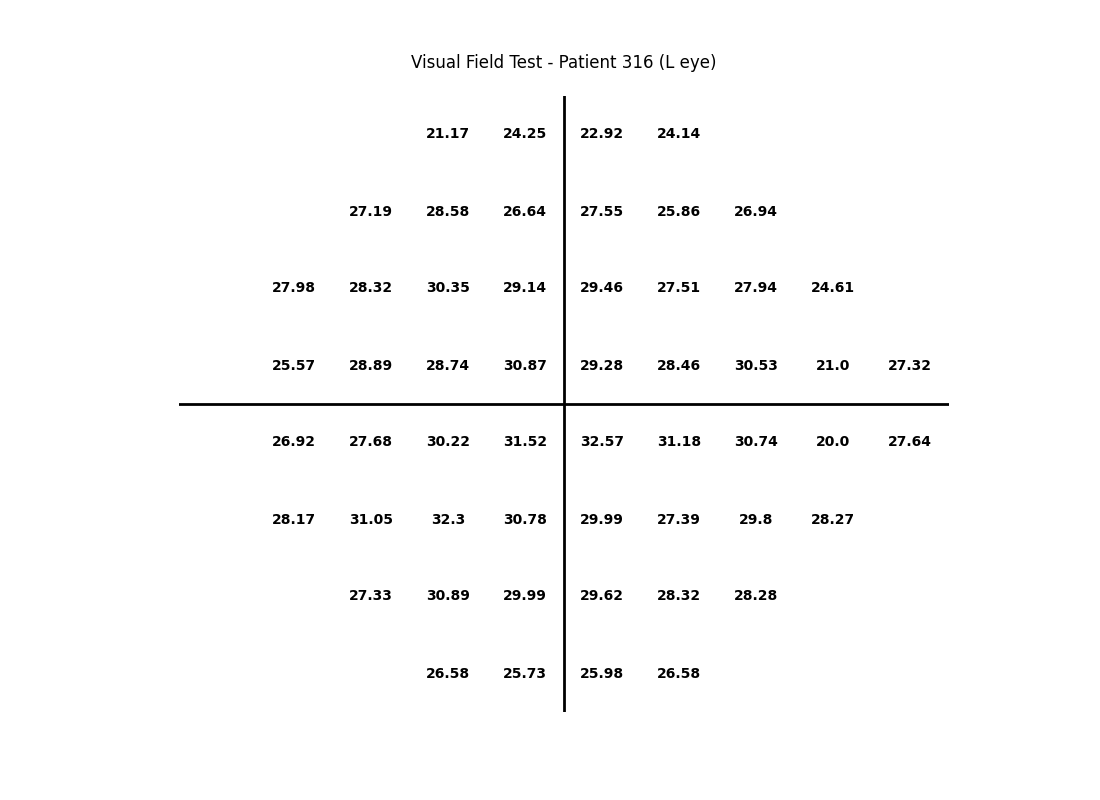 Visual Field Test - Patient 316 (L eye)
21.17 24.25 22.92 24.14
27.19 28.58 26.64 27.55 25.86 26.94
27.98 28.32 30.35 29.14 29.46 27.51 27.94 24.61
25.57 28.89 28.74 30.87 29.28 28.46 30.53 21.0 27.32
26.92 27.68 30.22 31.52 32.57 31.18 30.74 20.0 27.64
28.17 31.05 32.3 30.78 29.99 27.39 29.8 28.27
27.33 30.89 29.99 29.62 28.32 28.28
26.58 25.73 25.98 26.58